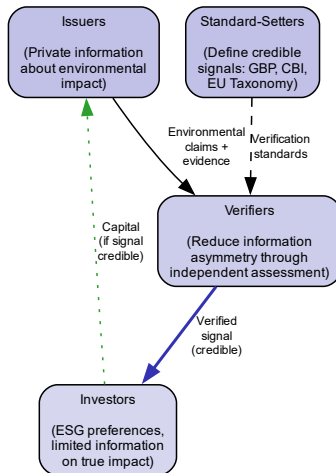 Issuers
(Private information
about environmental
impact)
Standard-Setters
(Define credible
signals: GBP, CBI,
EU Taxonomy)
Environmental
claims +
evidence
Verification
standards
Verifiers
(Reduce information
asymmetry through
independent assessment)
Capital
(if signal
credible)
Verified
signal
(credible)
Investors
(ESG preferences,
limited information
on true impact)